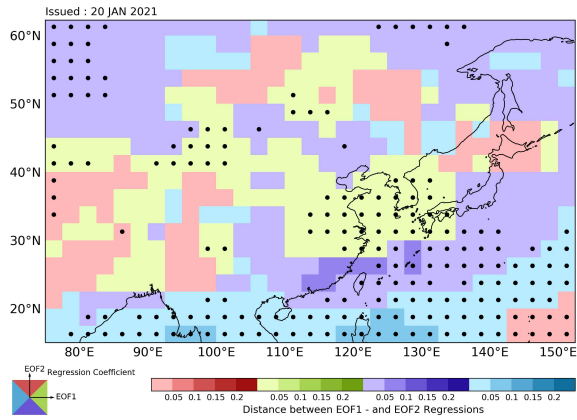 Issued : 20 JAN 2021
60°N
50°N
40°N
30°N
20°N
80°E 90°E 100°E 110°E 120°E 130°E 140°E 150°E
EOF2
Regression Coefficient
EOF1
0.05 0.1 0.15 0.2 0.05 0.1 0.15 0.2 0.05 0.1 0.15 0.2 0.05 0.1 0.15 0.2
Distance between EOF1 - and EOF2 Regressions